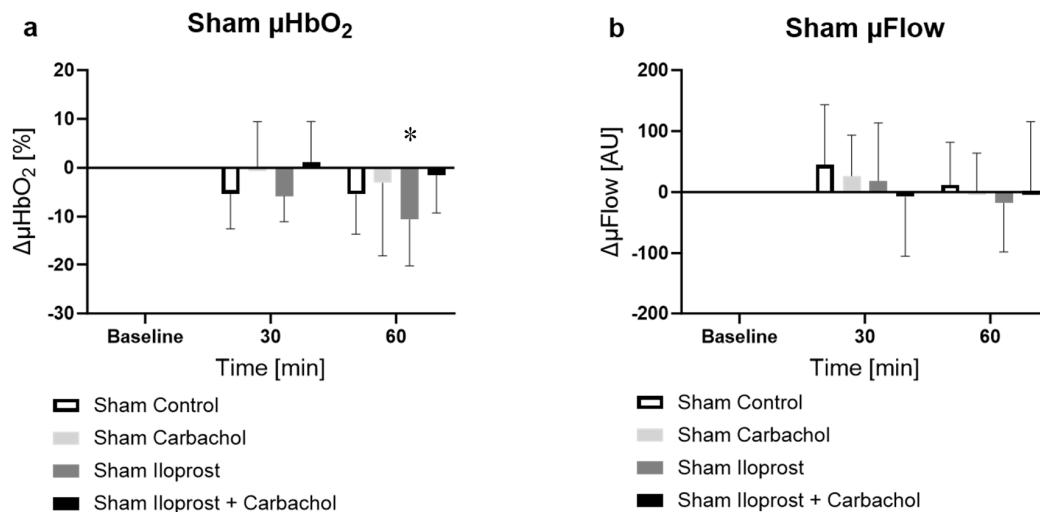 a
Sham µHbO₂
20
10
0
-10
-20
-30
ΔµHbO₂ [%]
*
Baseline 30 60
Time [min]
Sham Control
Sham Carbachol
Sham Iloprost
Sham Iloprost + Carbachol
b
Sham µFlow
200
100
0
-100
-200
ΔµFlow [AU]
Baseline 30 60
Time [min]
Sham Control
Sham Carbachol
Sham Iloprost
Sham Iloprost + Carbachol